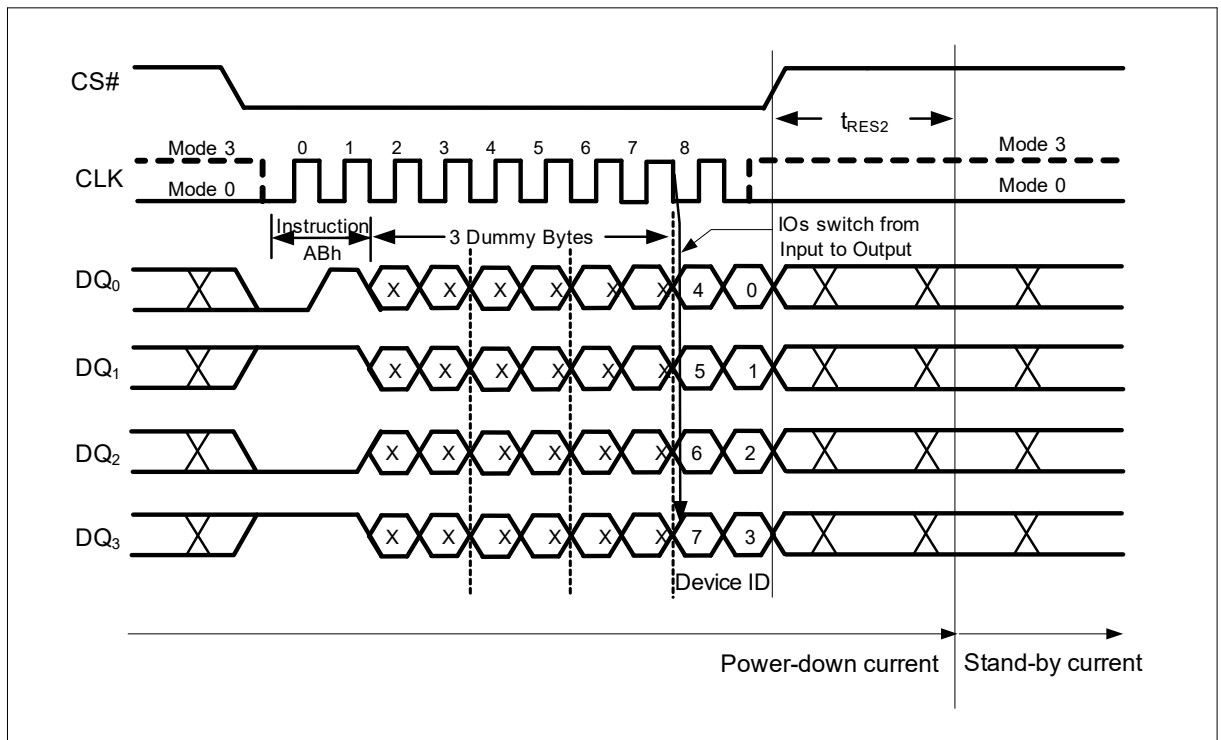 CS#
tRES2
Mode 3 0 1 2 3 4 5 6 7 8 Mode 3
CLK
Mode 0 Mode 0
Instruction 3 Dummy Bytes IOs switch from
ABh Input to Output
DQ0 X X X X X X 4 0
DQ1 X X X X X X 5 1
DQ2 X X X X X X 6 2
DQ3 X X X X X X 7 3
Device ID
Power-down current Stand-by current